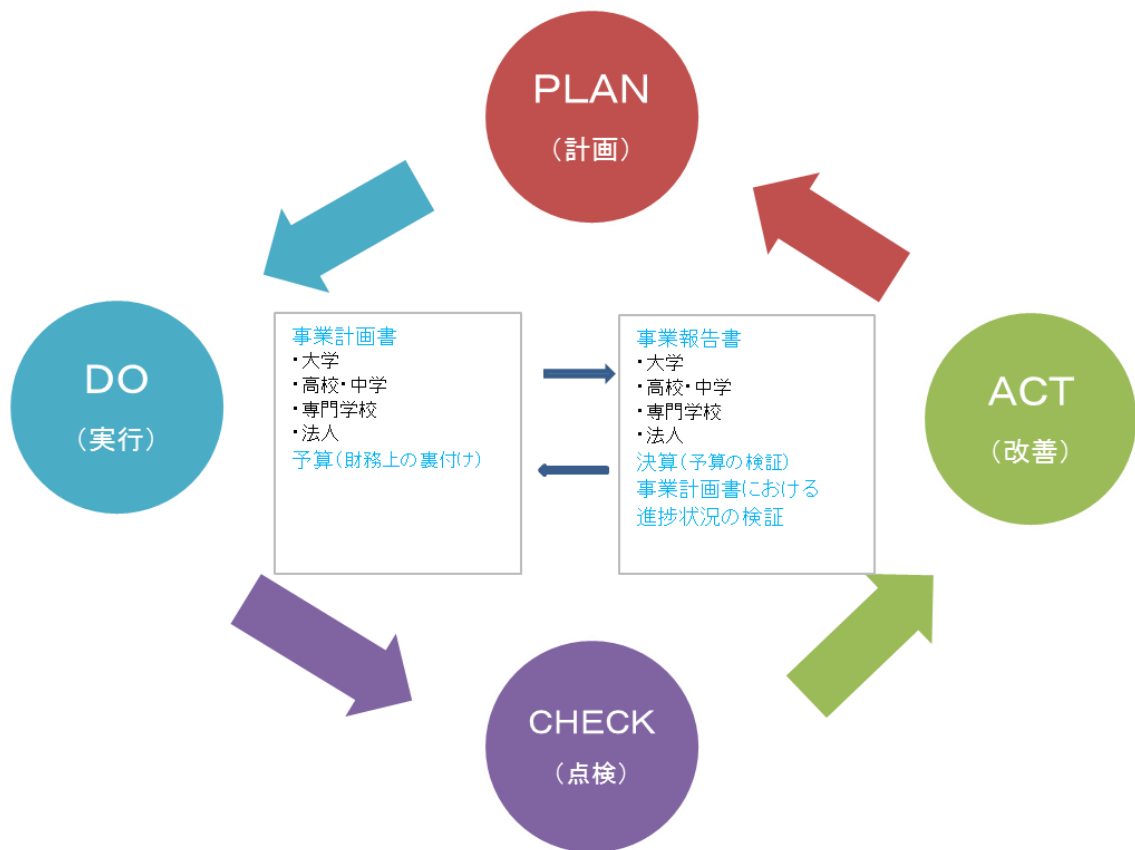 PLAN
（計画）
DO
（実行）
事業計画書
・大学
・高校・中学
・専門学校
・法人
予算（財務上の裏付け）
事業報告書
・大学
・高校・中学
・専門学校
・法人
決算（予算の検証）
事業計画書における
進捗状況の検証
ACT
（改善）
CHECK
（点検）